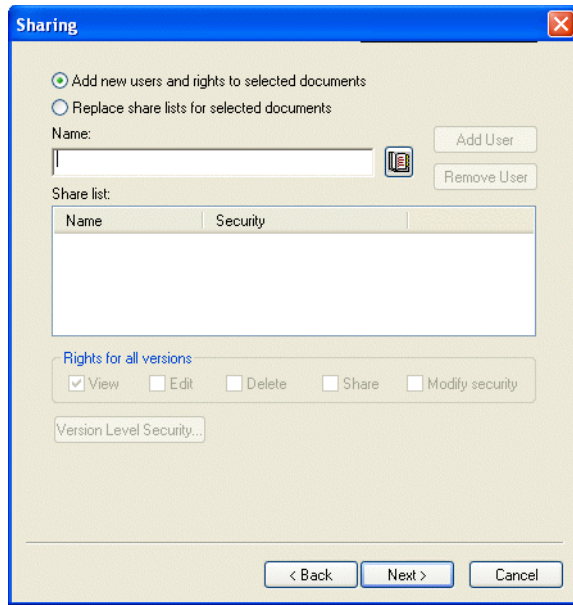 Sharing
Add new users and rights to selected documents
Replace share lists for selected documents
Name:
Add User
Remove User
Share list:
Name Security
Rights for all versions
View Edit Delete Share Modify security
Version Level Security...
< Back Next > Cancel